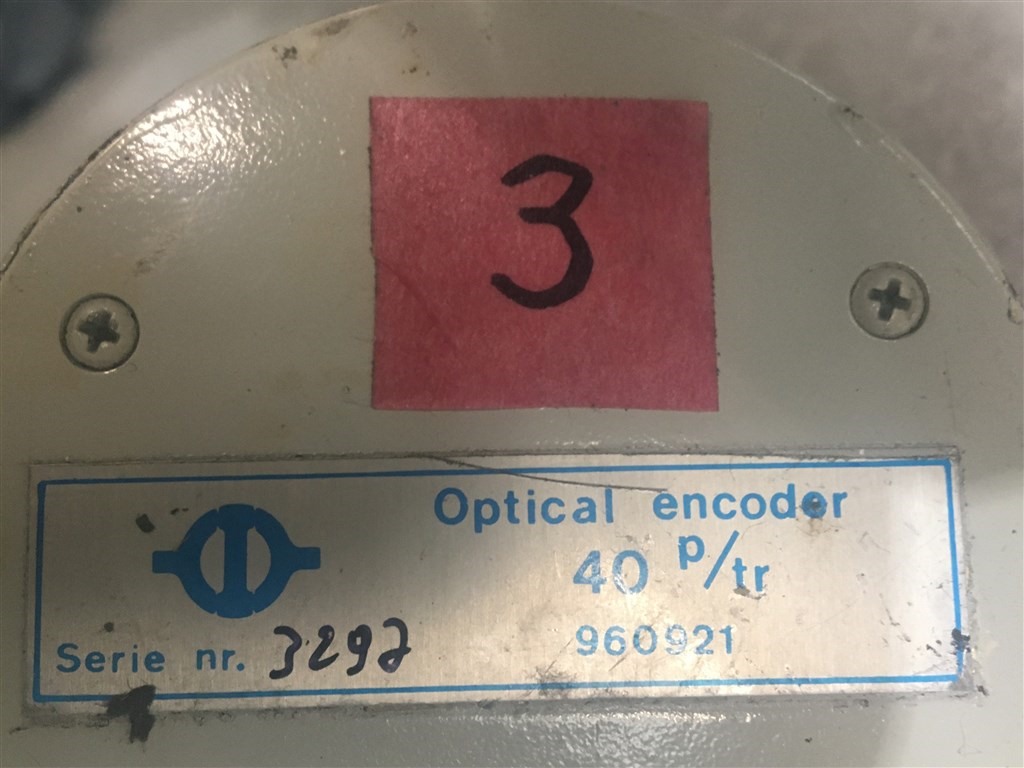 3
Optical encoder
40 p/tr
960921
Serie nr. 3292